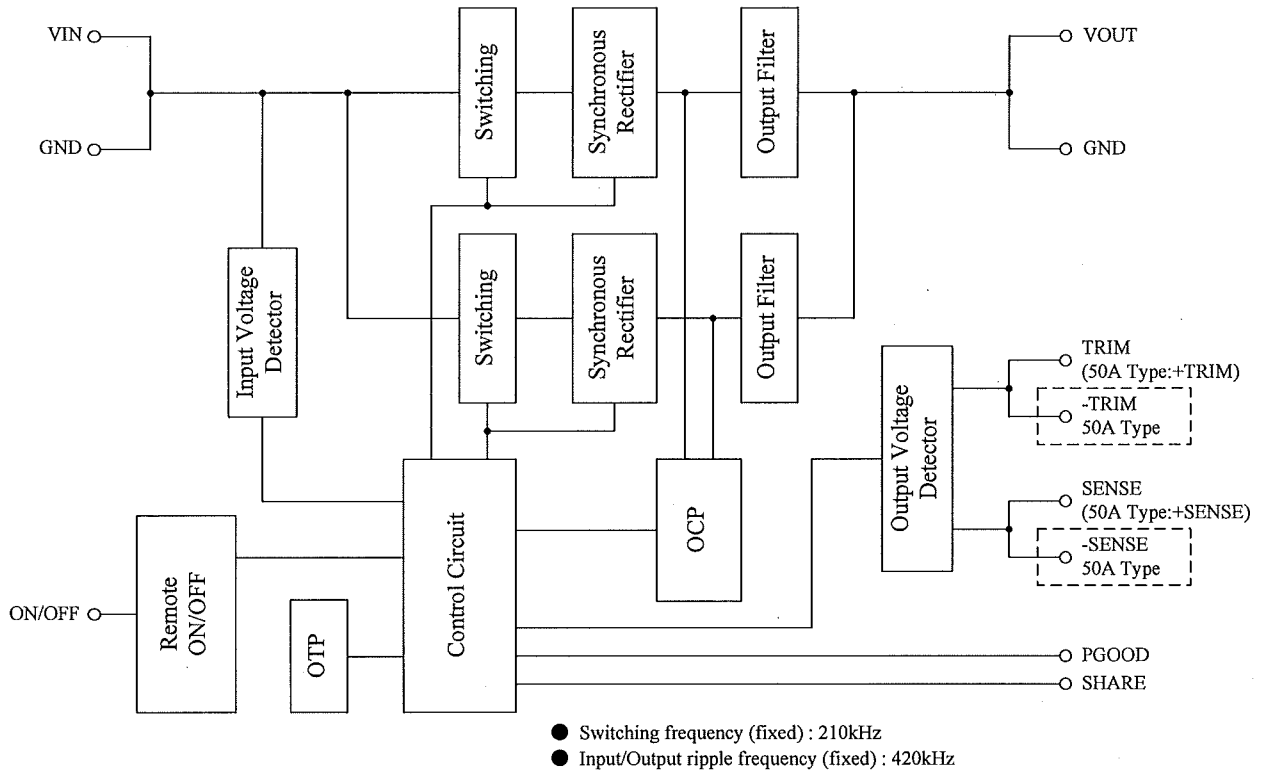 VIN
GND
Switching
Synchronous
Rectifier
Output Filter
VOUT
GND
Input Voltage
Detector
Switching
Synchronous
Rectifier
Output Filter
Output Voltage
Detector
TRIM
(50A Type:+TRIM)
-TRIM
50A Type
SENSE
(50A Type:+SENSE)
-SENSE
50A Type
ON/OFF
Remote
ON/OFF
OTP
Control Circuit
OCP
PGOOD
SHARE
● Switching frequency (fixed) : 210kHz
● Input/Output ripple frequency (fixed) : 420kHz